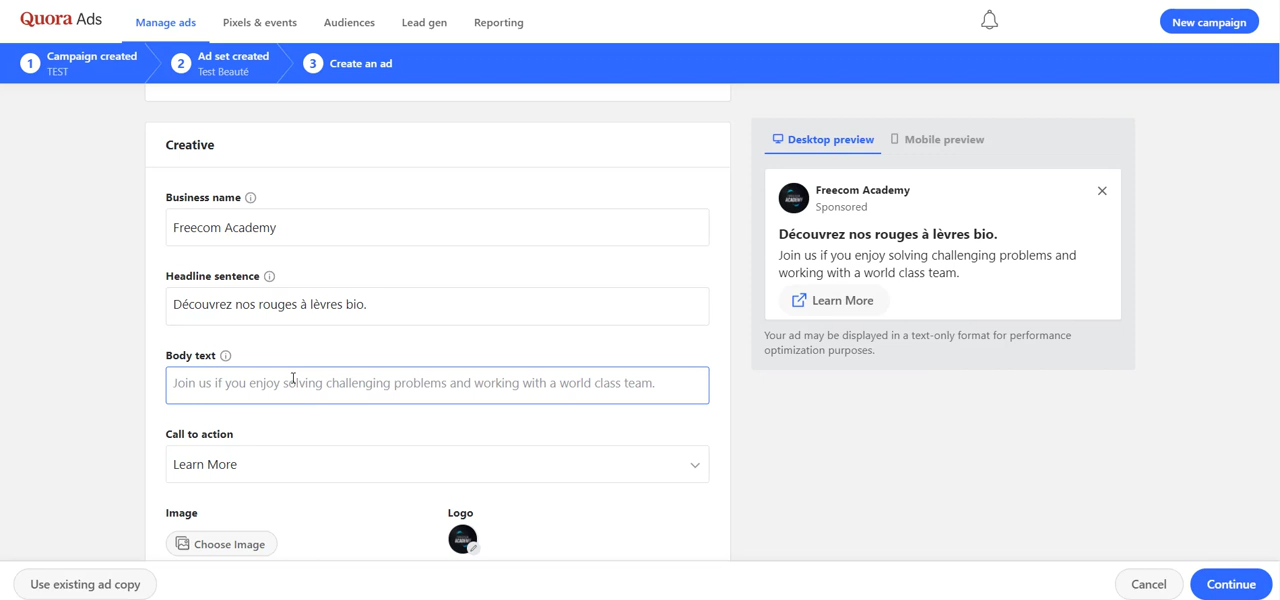 Quora Ads
Manage ads
Pixels & events
Audiences
Lead gen
Reporting
New campaign
1 Campaign created
TEST
2 Ad set created
Test Beauté
3 Create an ad
Creative
Business name
Freecom Academy
Headline sentence
Découvrez nos rouges à lèvres bio.
Body text
Join us if you enjoy solving challenging problems and working with a world class team.
Call to action
Learn More
Image
Logo
Choose Image
Desktop preview
Mobile preview
Freecom Academy
Sponsored
Découvrez nos rouges à lèvres bio.
Join us if you enjoy solving challenging problems and
working with a world class team.
Learn More
Your ad may be displayed in a text-only format for performance
optimization purposes.
Use existing ad copy
Cancel
Continue